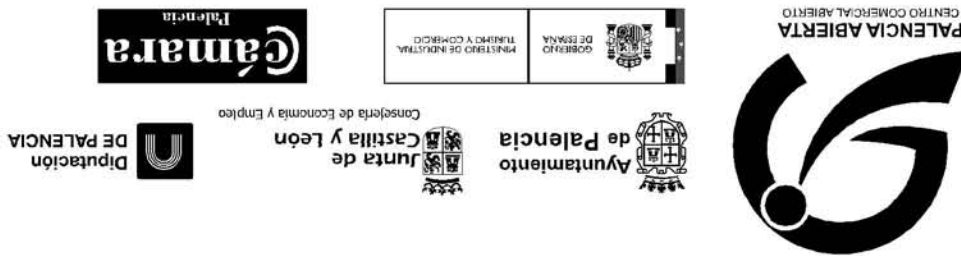 PALENCIA ABIERTA
CENTRO COMERCIAL ABIERTO
Ayuntamiento
de Palencia
Junta de
Castilla y León
Consejería de Economía y Empleo
Diputación
DE PALENCIA
GOBIERNO
DE ESPAÑA
MINISTERIO DE INDUSTRIA,
TURISMO Y COMERCIO
Cámara
Palencia